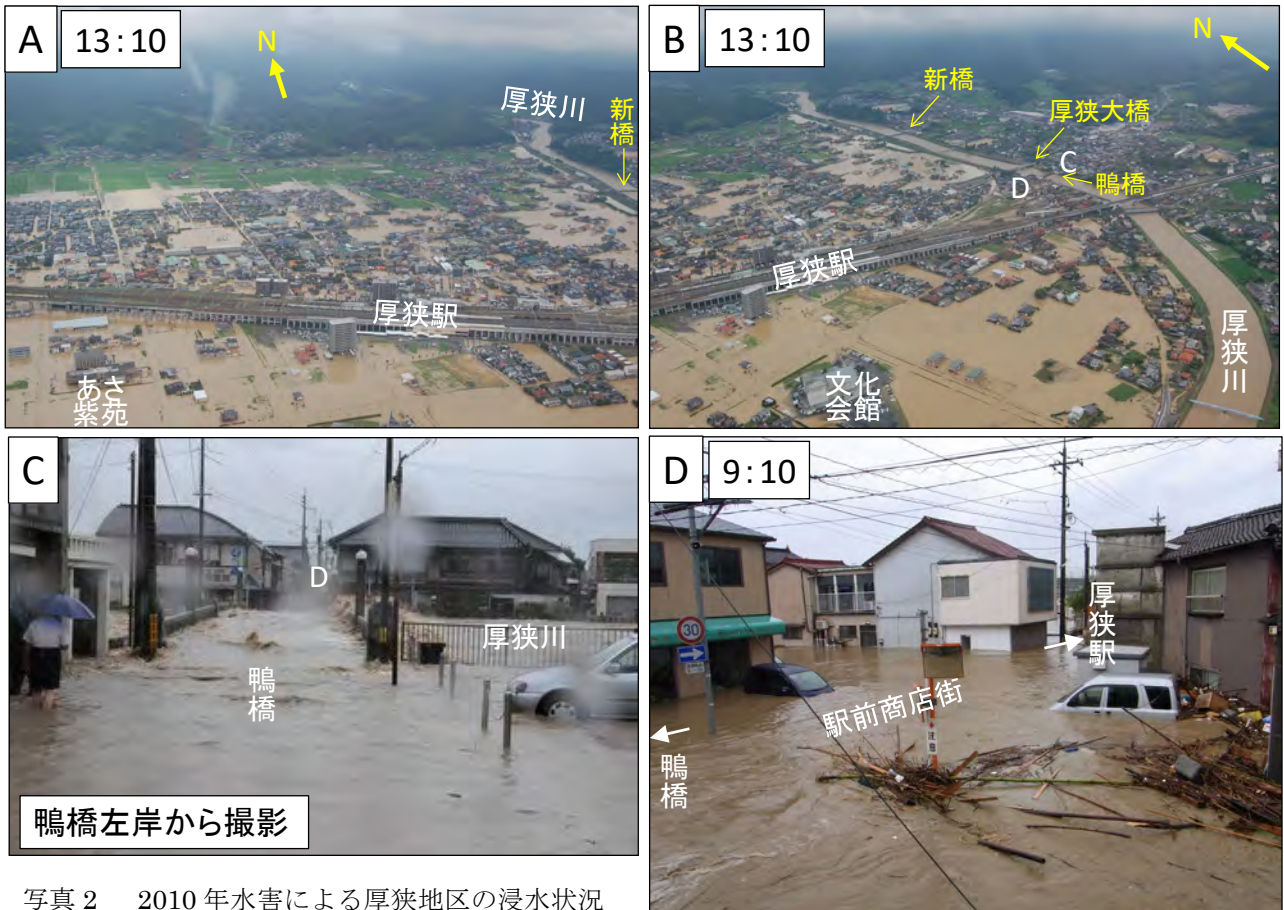 A
13:10
N
厚狭川
新橋
厚狭駅
あさ
紫苑
B
13:10
N
新橋
厚狭大橋
C
D
鴨橋
厚狭駅
文化
会館
厚狭川
C
D
厚狭川
鴨橋
鴨橋左岸から撮影
D
9:10
30
厚狭駅
駅前商店街
注意
鴨橋
写真 2 2010 年水害による厚狭地区の浸水状況